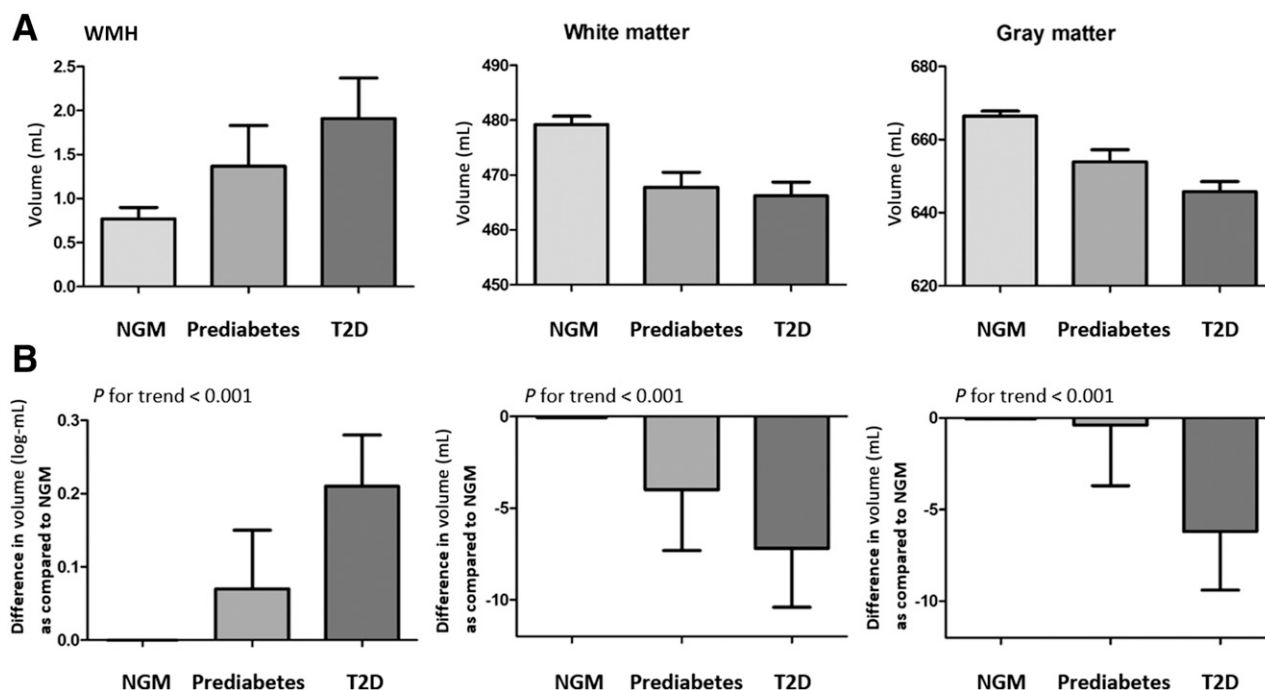 A
WMH
White matter
Gray matter
Volume (mL)
2.5
2.0
1.5
1.0
0.5
0.0
NGM Prediabetes T2D
Volume (mL)
490
480
470
460
450
NGM Prediabetes T2D
Volume (mL)
680
660
640
620
NGM Prediabetes T2D
B
P for trend < 0.001
Difference in volume (log-mL)
as compared to NGM
0.3
0.2
0.1
0.0
NGM Prediabetes T2D
P for trend < 0.001
Difference in volume (mL)
as compared to NGM
0
-5
-10
NGM Prediabetes T2D
P for trend < 0.001
Difference in volume (mL)
as compared to NGM
0
-5
-10
NGM Prediabetes T2D